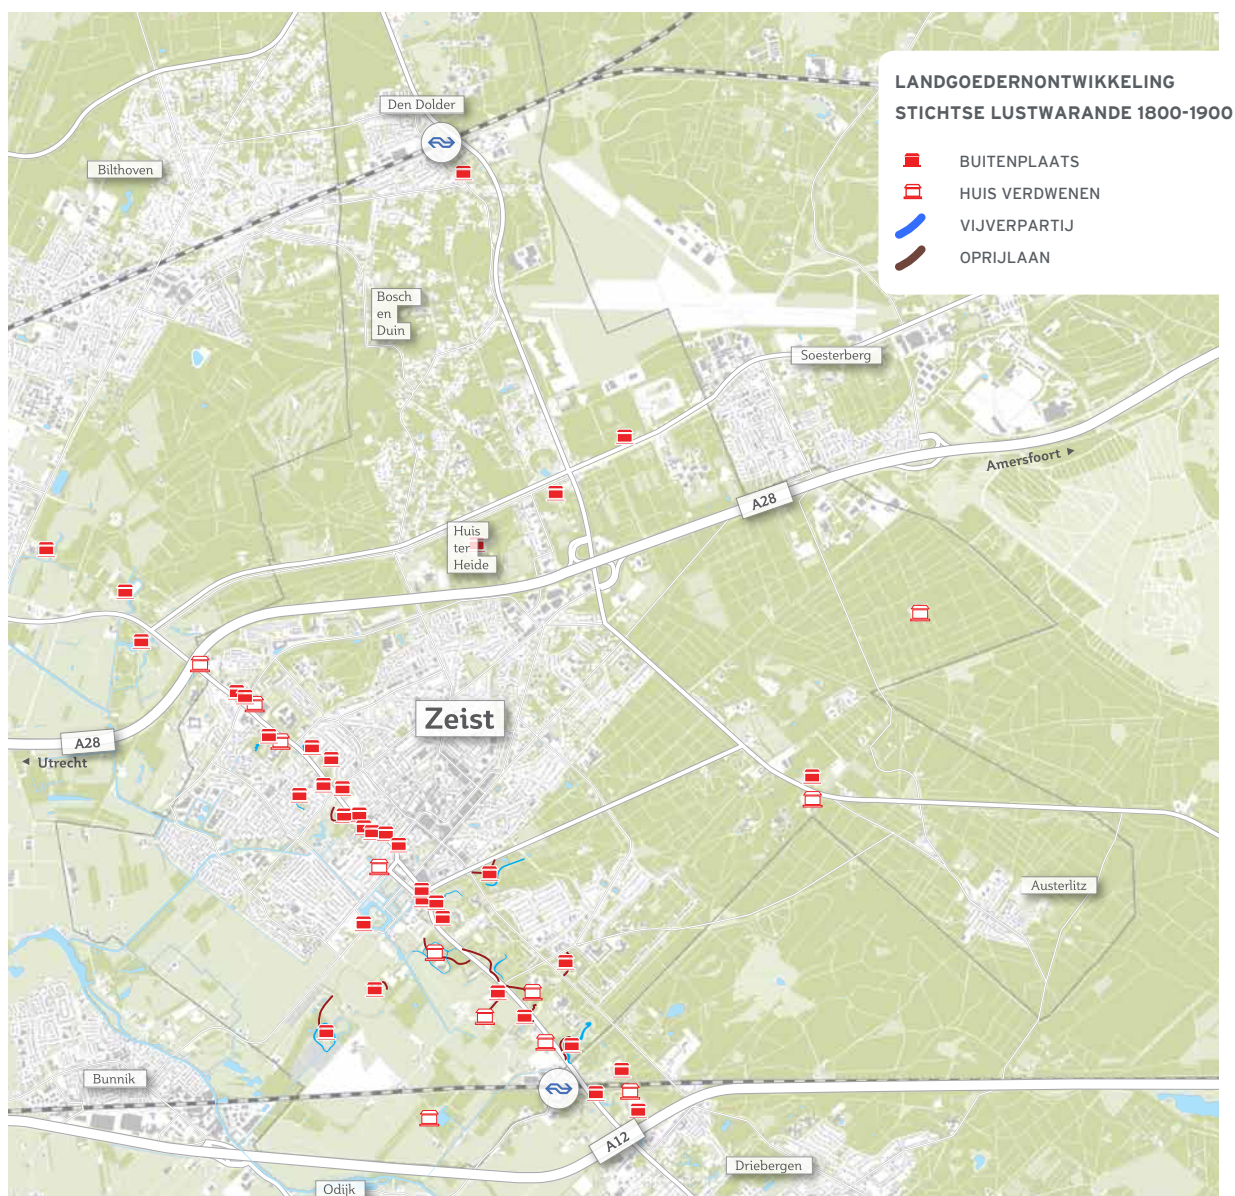 LANDGOEDERNONTWIKKELING
STICHTSE LUSTWARANDE 1800-1900
BUITENPLAATS
HUIS VERDWENEN
VIJVERPARTIJ
OPRIJLAAN
Den Dolder
Bilthoven
Bosch
en
Duin
Soesterberg
Amersfoort
A28
Huis
ter
Heide
Zeist
A28
Utrecht
Austerlitz
Bunnik
A12
Driebergen
Odijk